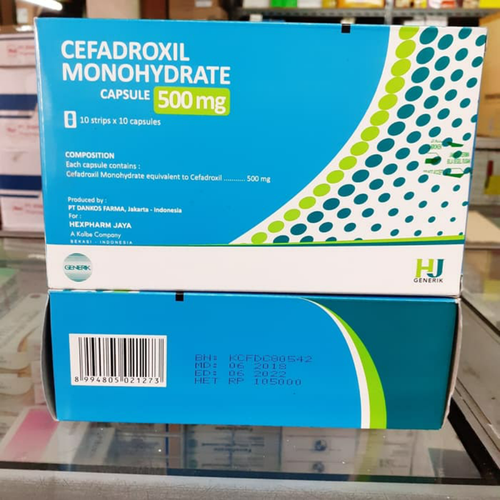 CEFADROXIL
MONOHYDRATE
CAPSULE 500 mg
10 strips x 10 capsules
COMPOSITION
Each capsule contains :
Cefadroxil Monohydrate equivalent to Cefadroxil ........... 500 mg
Produced by :
PT DANKOS FARMA, Jakarta - Indonesia
For :
HEXPHARM JAYA
A Kalbe Company
BEKASI - INDONESIA
GENERIK
HJ
GENERIK
BN: KCFDC80542
MD: 06 2018
ED: 06 2022
HET RP 105000
8 994805 021273